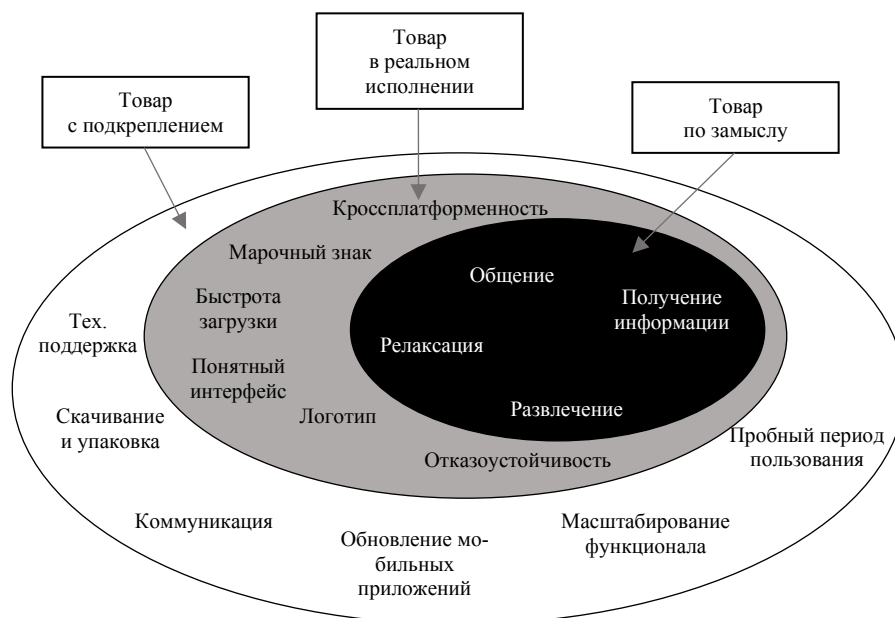 Товар
в реальном
исполнении
Товар
с подкреплением
Товар
по замыслу
Кроссплатформенность
Марочный знак
Общение
Быстрота
загрузки
Получение
информации
Тех.
поддержка
Релаксация
Понятный
интерфейс
Логотип
Развлечение
Скачивание
и упаковка
Отказоустойчивость
Пробный период
пользования
Коммуникация
Обновление мо-
бильных
приложений
Масштабирование
функционала